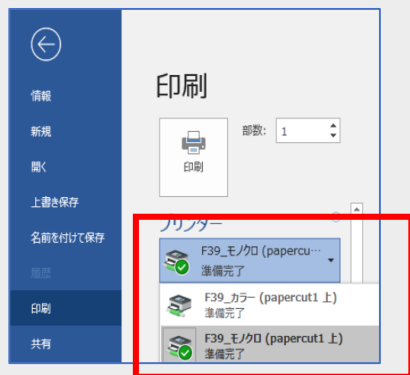 情報
新規
開く
上書き保存
名前を付けて保存
履歴
印刷
共有
印刷
印刷
部数: 1
プリンター
F39_モノクロ (papercu…
準備完了
F39_カラー (papercut1 上)
準備完了
F39_モノクロ (papercut1 上)
準備完了